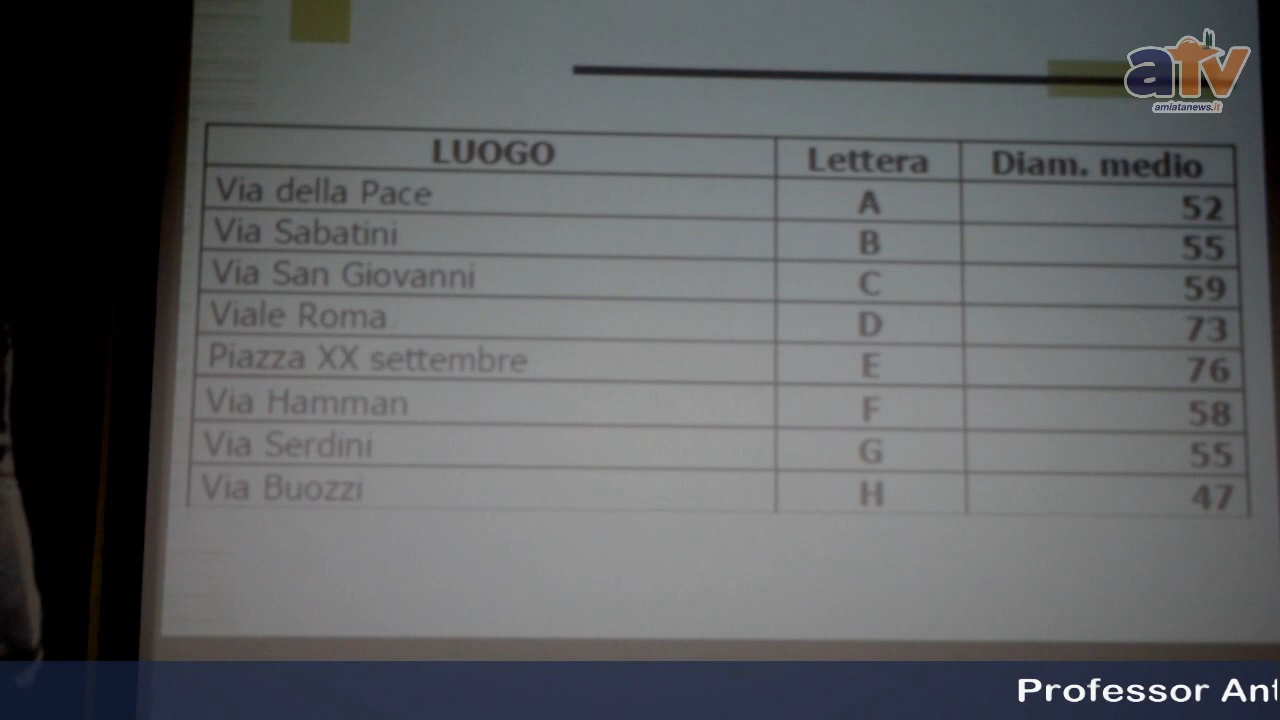 aTv
amiatanews.it
LUOGO Lettera Diam. medio
Via della Pace A 52
Via Sabatini B 55
Via San Giovanni C 59
Viale Roma D 73
Piazza XX settembre E 76
Via Hamman F 58
Via Serdini G 55
Via Buozzi H 47
Professor Ant